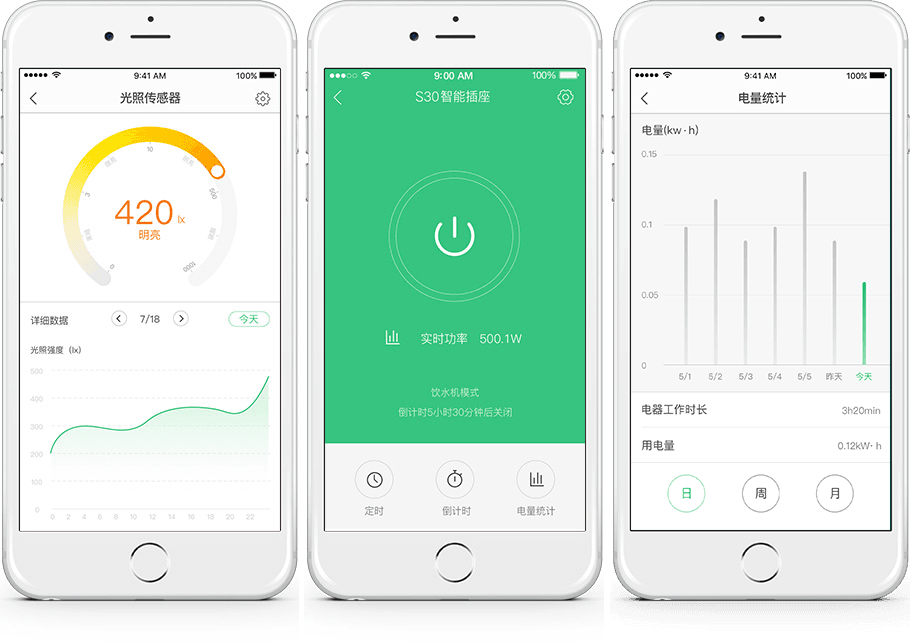 9:41 AM
100%
光照传感器
10
3
500
0
1000
420 lx
明亮
详细数据
7/18
今天
光照强度 (lx)
500
400
300
200
100
0
0 2 4 6 8 10 12 14 16 18 20 22
9:00 AM
100%
S30智能插座
实时功率 500.1W
饮水机模式
倒计时5小时30分钟后关闭
定时
倒计时
电量统计
9:41 AM
100%
电量统计
电量(kw·h)
0.15
0.1
0.05
0
5/1 5/2 5/3 5/4 5/5 昨天 今天
电器工作时长 3h20min
用电量 0.12kW·h
日
周
月